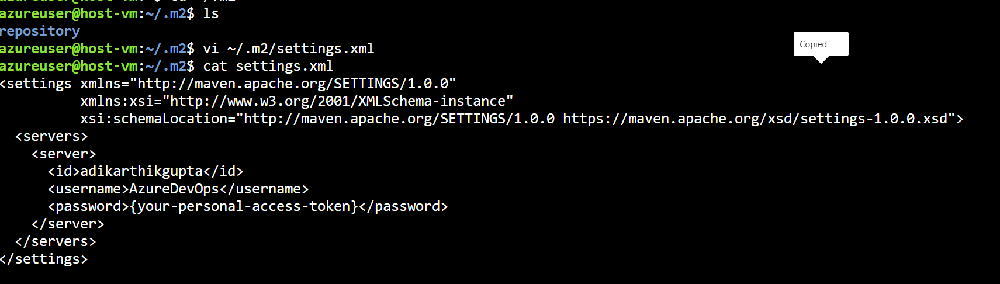 azureuser@host-vm:~/.m2$ ls
repository
azureuser@host-vm:~/.m2$ vi ~/.m2/settings.xml
Copied
azureuser@host-vm:~/.m2$ cat settings.xml
<settings xmlns="http://maven.apache.org/SETTINGS/1.0.0"
          xmlns:xsi="http://www.w3.org/2001/XMLSchema-instance"
          xsi:schemaLocation="http://maven.apache.org/SETTINGS/1.0.0 https://maven.apache.org/xsd/settings-1.0.0.xsd">
  <servers>
    <server>
      <id>adikarthikgupta</id>
      <username>AzureDevOps</username>
      <password>{your-personal-access-token}</password>
    </server>
  </servers>
</settings>